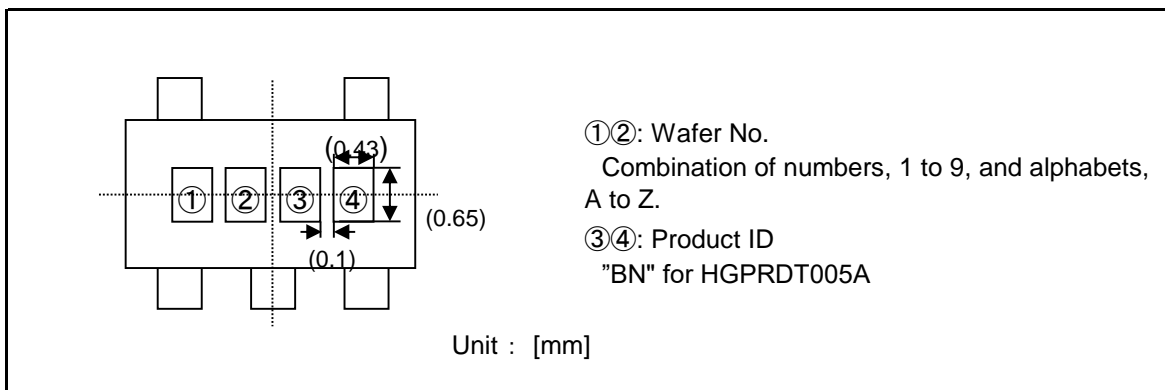 (0.43)
① ② ③ ④
(0.65)
(0.1)
①②: Wafer No.
Combination of numbers, 1 to 9, and alphabets,
A to Z.
③④: Product ID
”BN" for HGPRDT005A
Unit : [mm]